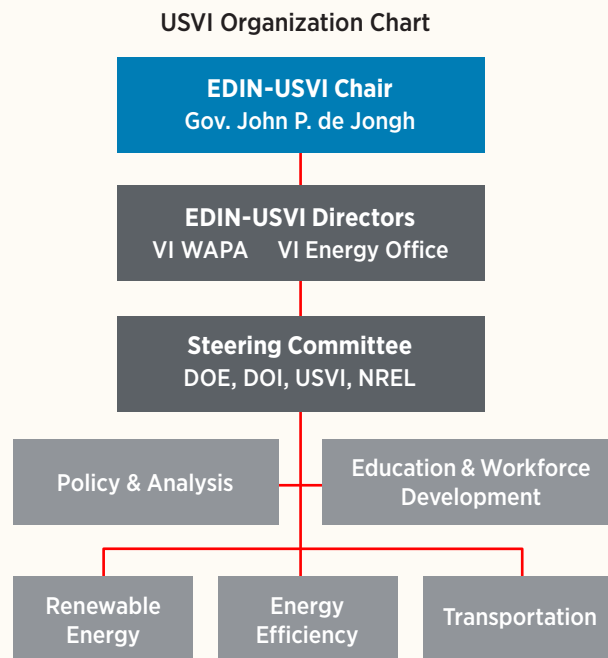 USVI Organization Chart
EDIN-USVI Chair
Gov. John P. de Jongh
EDIN-USVI Directors
VI WAPA VI Energy Office
Steering Committee
DOE, DOI, USVI, NREL
Policy & Analysis
Education & Workforce
Development
Renewable
Energy
Energy
Efficiency
Transportation